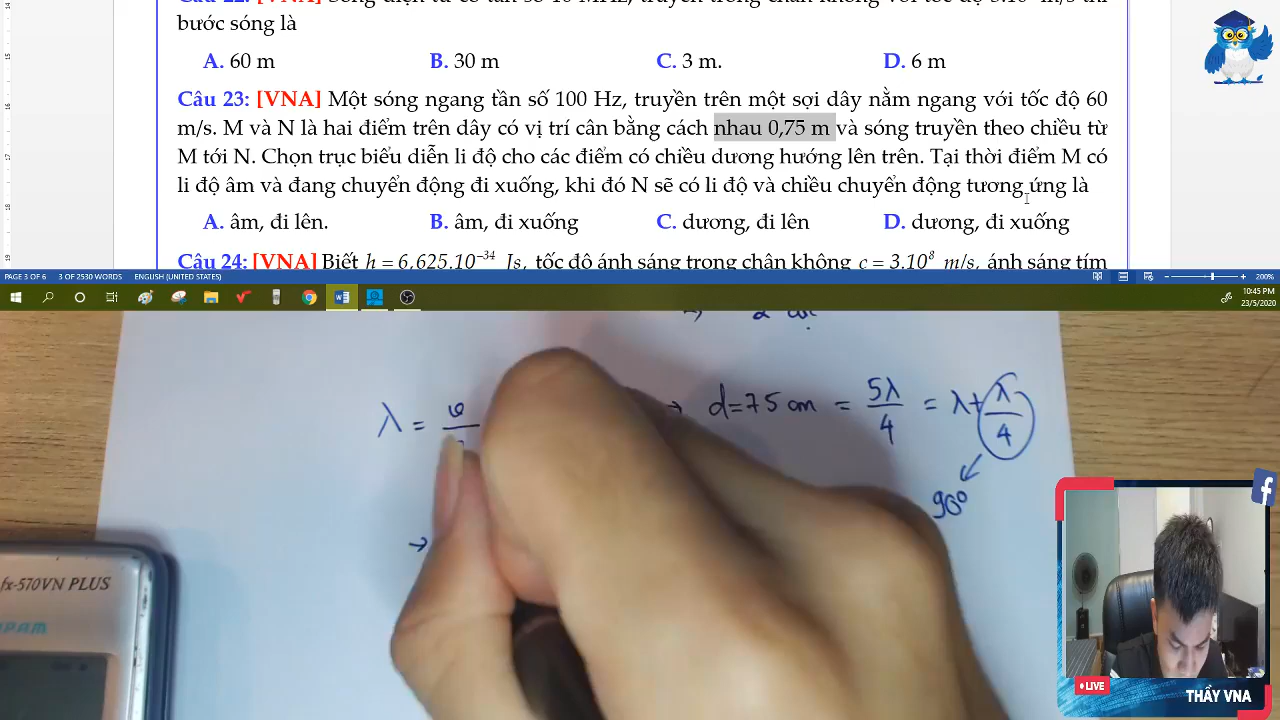 bước sóng là
A. 60 m B. 30 m C. 3 m. D. 6 m
Câu 23: [VNA] Một sóng ngang tần số 100 Hz, truyền trên một sợi dây nằm ngang với tốc độ 60
m/s. M và N là hai điểm trên dây có vị trí cân bằng cách nhau 0,75 m và sóng truyền theo chiều từ
M tới N. Chọn trục biểu diễn li độ cho các điểm có chiều dương hướng lên trên. Tại thời điểm M có
li độ âm và đang chuyển động đi xuống, khi đó N sẽ có li độ và chiều chuyển động tương ứng là
A. âm, đi lên. B. âm, đi xuống C. dương, đi lên D. dương, đi xuống
Câu 24: [VNA] Biết h = 6,625.10⁻³⁴ Js, tốc độ ánh sáng trong chân không c = 3.10⁸ m/s, ánh sáng tím
PAGE 3 OF 6 3 OF 2530 WORDS ENGLISH (UNITED STATES) 200%
10:45 PM
23/5/2020
λ = v → d = 75 cm = 5λ/4 = λ + λ/4
90°
→
fx-570VN PLUS
LIVE THẦY VNA